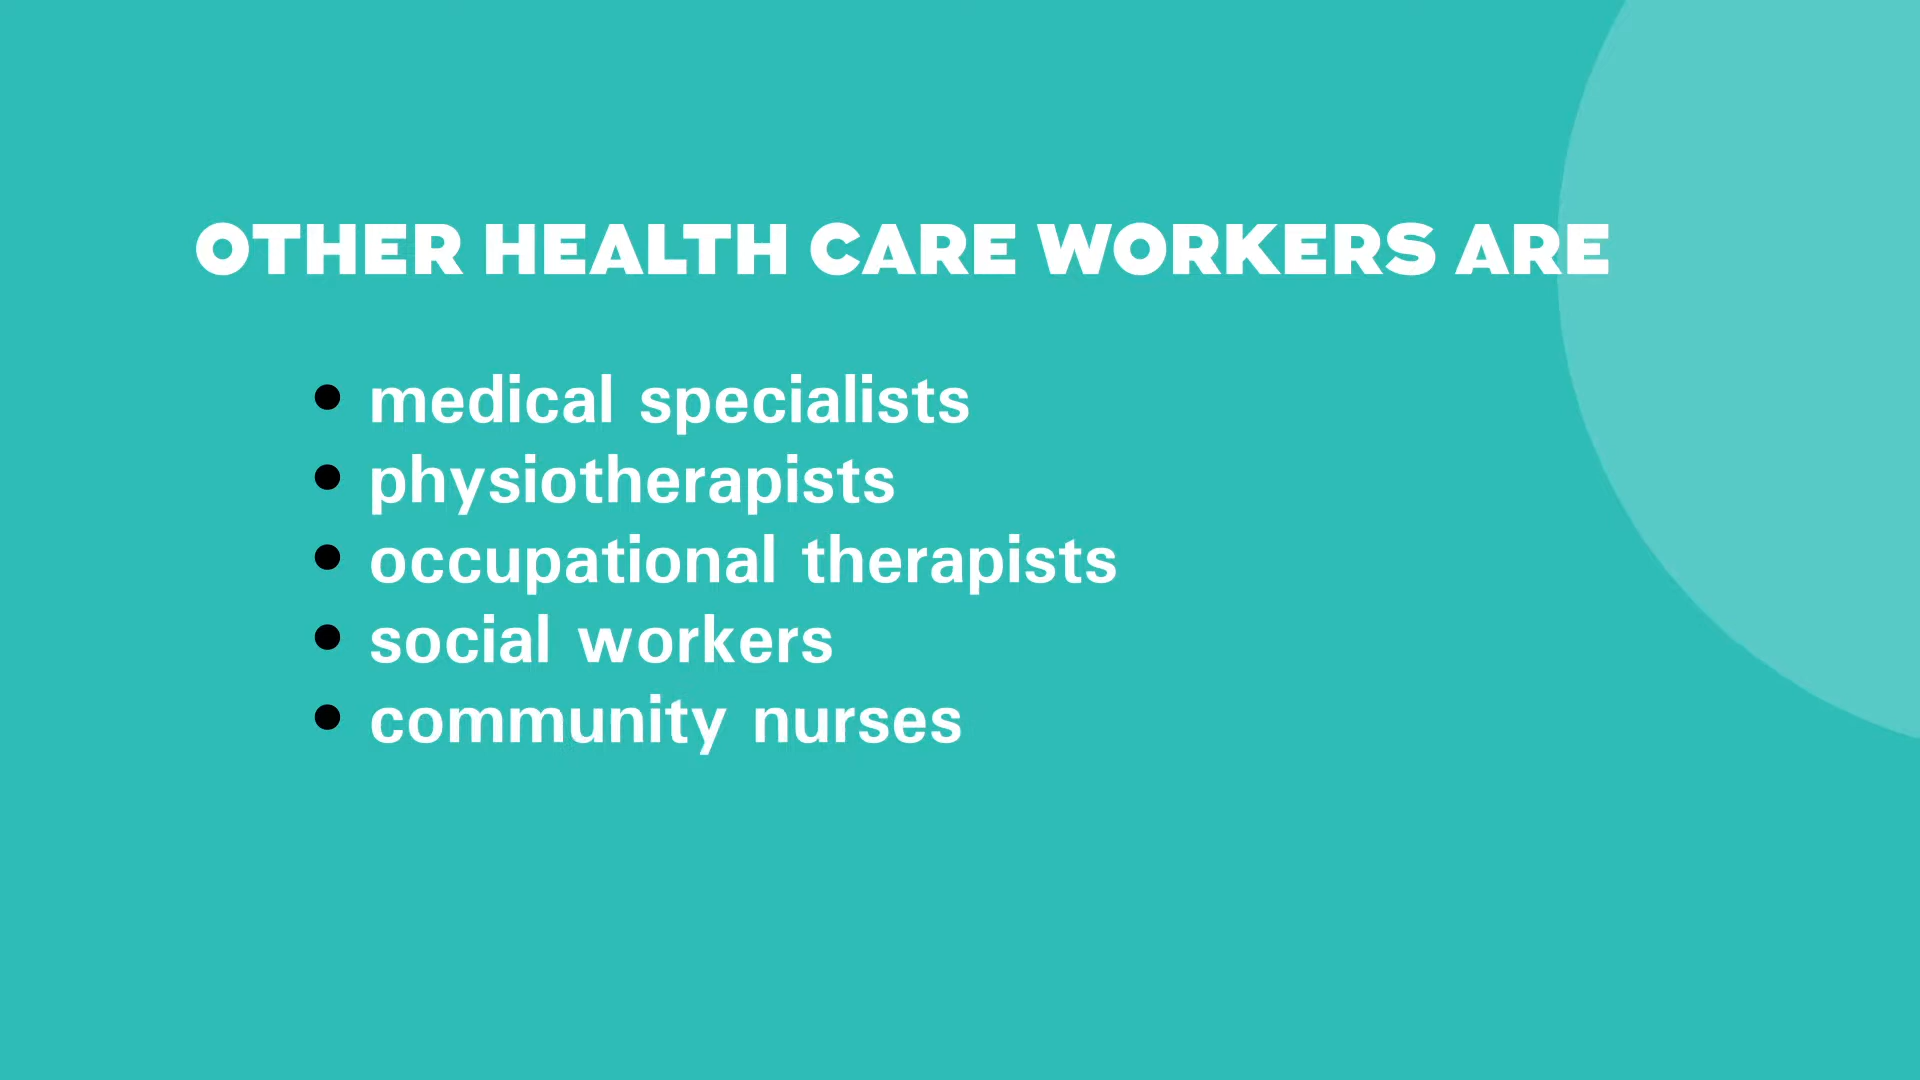 OTHER HEALTH CARE WORKERS ARE
• medical specialists
• physiotherapists
• occupational therapists
• social workers
• community nurses